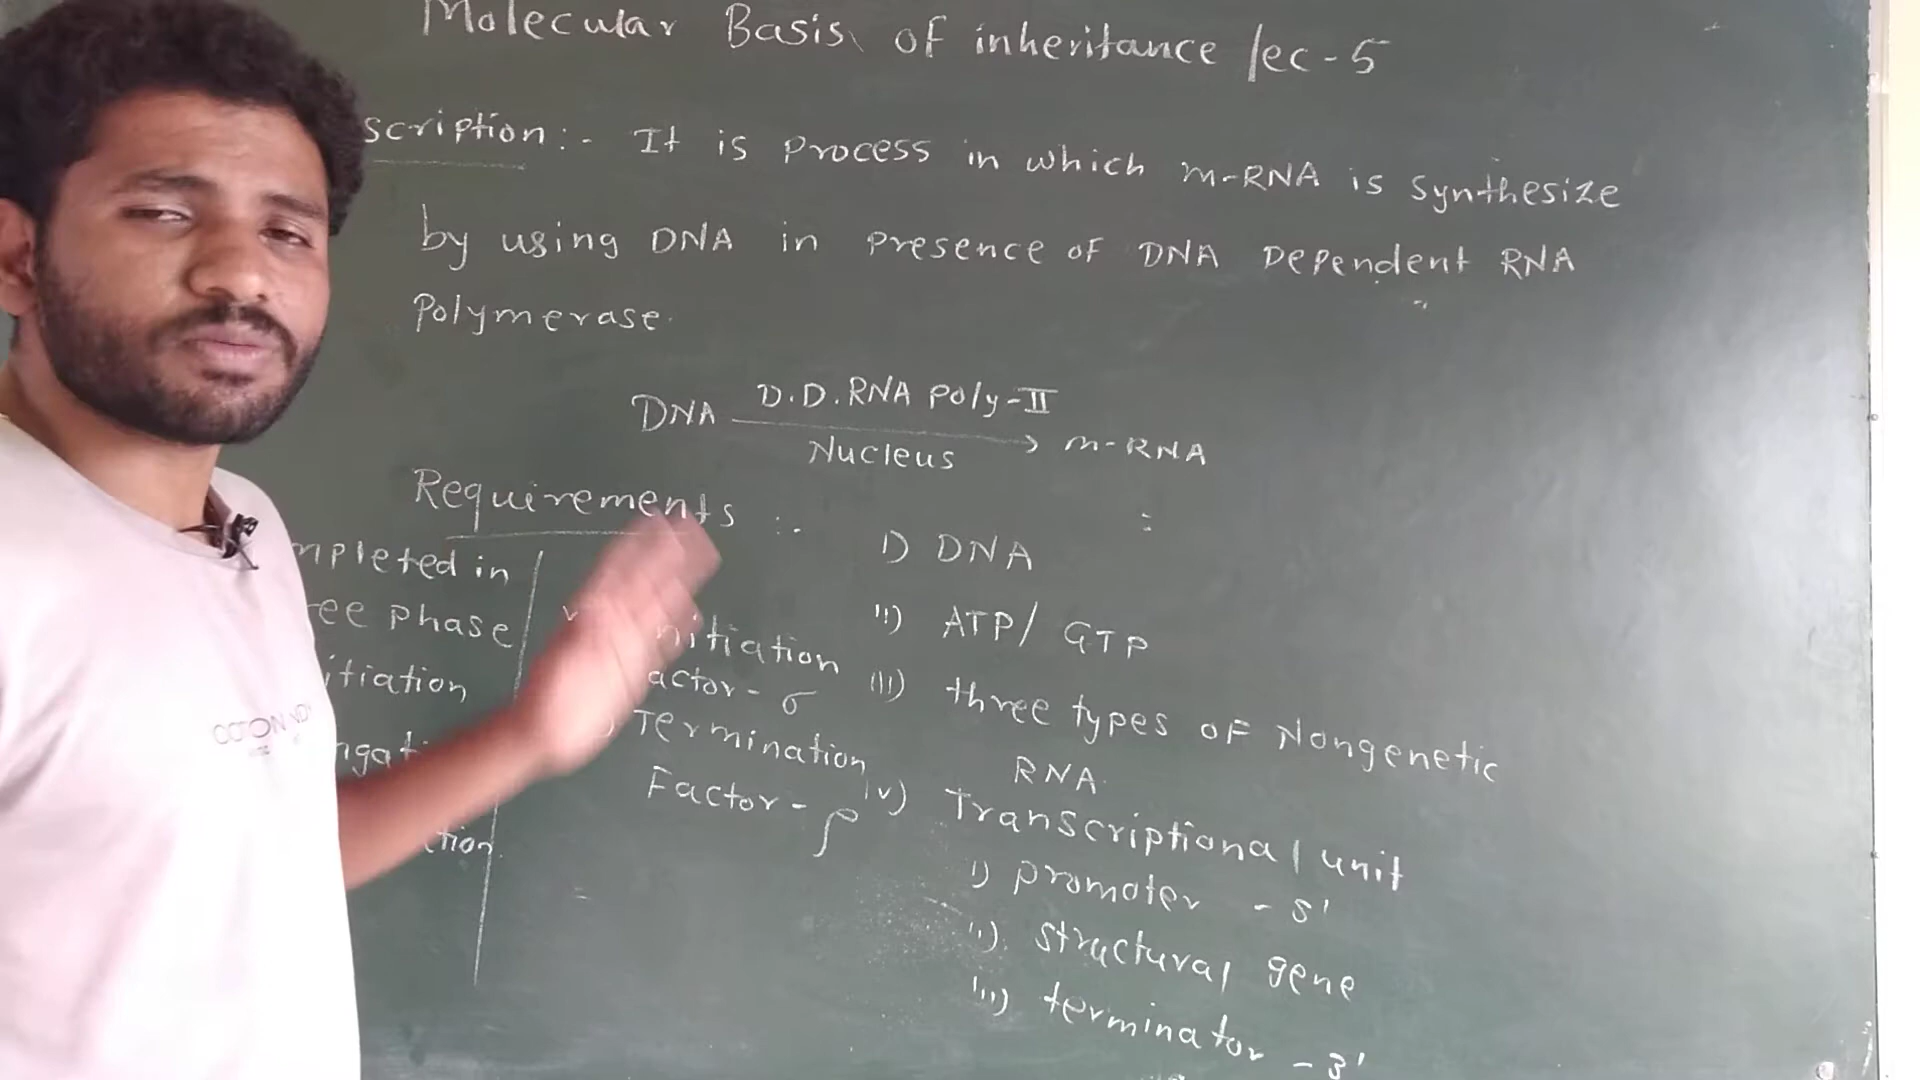 Molecular Basis of inheritance lec-5
scription:- It is process in which m-RNA is synthesize
by using DNA in presence of DNA Dependent RNA
Polymerase.
DNA D.D.RNA Poly-II → m-RNA
Nucleus
Requirements :-
i) DNA
ii) ATP/GTP
iii) three types of Nongenetic
RNA.
iv) Transcriptional unit
i) promoter - 5'
ii). structural gene
iii) terminator - 3'
nitiation
actor - σ
Termination
Factor - ρ
mpleted in
ree phase
itiation
ngati
tion.